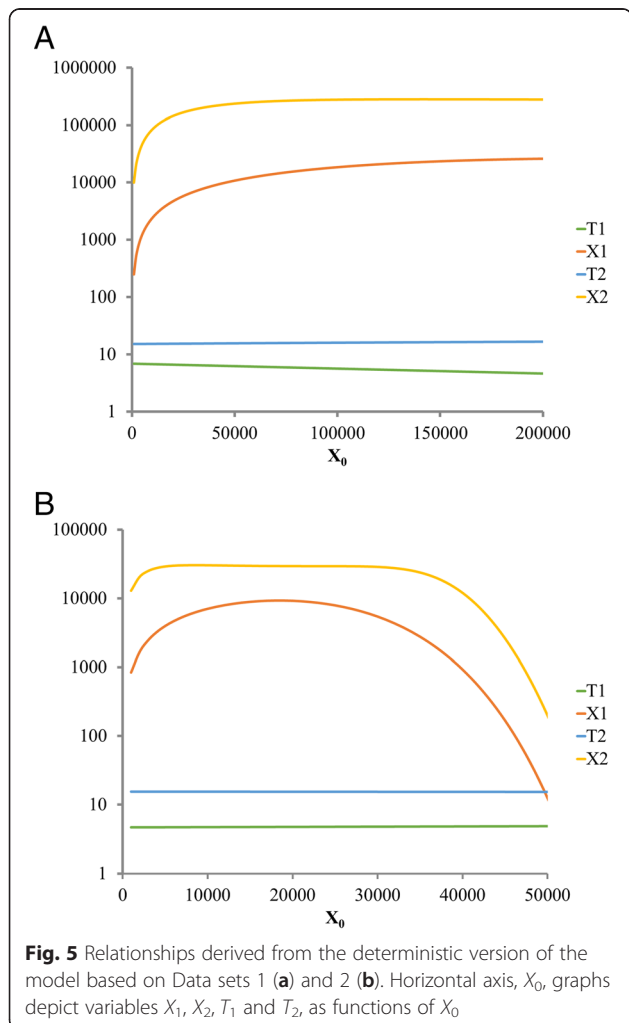 A
1000000
100000
10000
1000
100
10
1
0 50000 100000 150000 200000
X₀
T1
X1
T2
X2
B
100000
10000
1000
100
10
1
0 10000 20000 30000 40000 50000
X₀
T1
X1
T2
X2
Fig. 5 Relationships derived from the deterministic version of the
model based on Data sets 1 (a) and 2 (b). Horizontal axis, X₀, graphs
depict variables X₁, X₂, T₁ and T₂, as functions of X₀